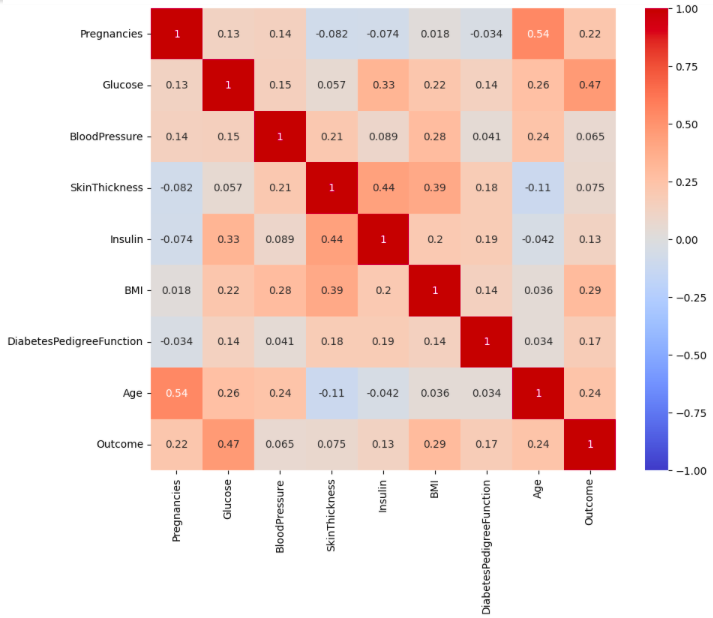 Pregnancies 1 0.13 0.14 -0.082 -0.074 0.018 -0.034 0.54 0.22
Glucose 0.13 1 0.15 0.057 0.33 0.22 0.14 0.26 0.47
BloodPressure 0.14 0.15 1 0.21 0.089 0.28 0.041 0.24 0.065
SkinThickness -0.082 0.057 0.21 1 0.44 0.39 0.18 -0.11 0.075
Insulin -0.074 0.33 0.089 0.44 1 0.2 0.19 -0.042 0.13
BMI 0.018 0.22 0.28 0.39 0.2 1 0.14 0.036 0.29
DiabetesPedigreeFunction -0.034 0.14 0.041 0.18 0.19 0.14 1 0.034 0.17
Age 0.54 0.26 0.24 -0.11 -0.042 0.036 0.034 1 0.24
Outcome 0.22 0.47 0.065 0.075 0.13 0.29 0.17 0.24 1
Pregnancies
Glucose
BloodPressure
SkinThickness
Insulin
BMI
DiabetesPedigreeFunction
Age
Outcome
1.00
0.75
0.50
0.25
0.00
−0.25
−0.50
−0.75
−1.00